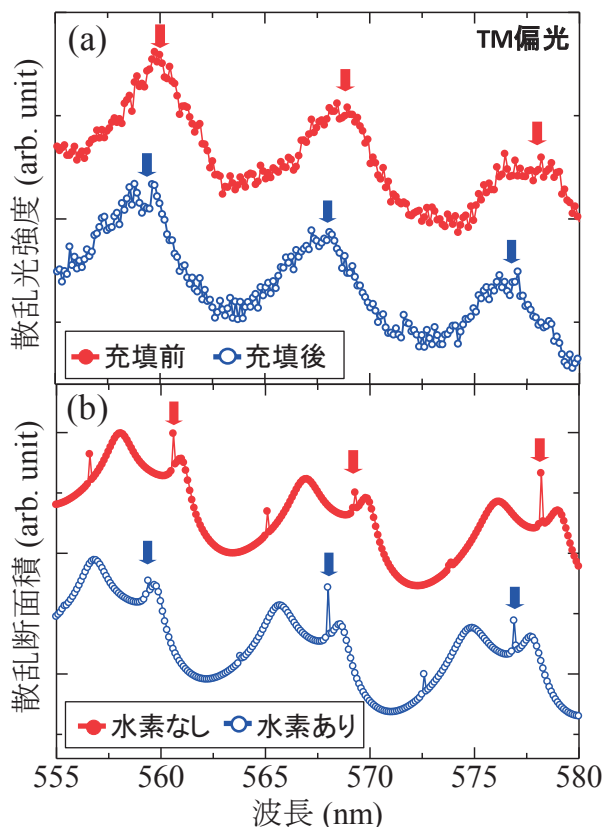 (a)
TM偏光
散乱光強度 (arb. unit)
充填前 充填後
(b)
散乱断面積 (arb. unit)
水素なし 水素あり
555 560 565 570 575 580
波長 (nm)